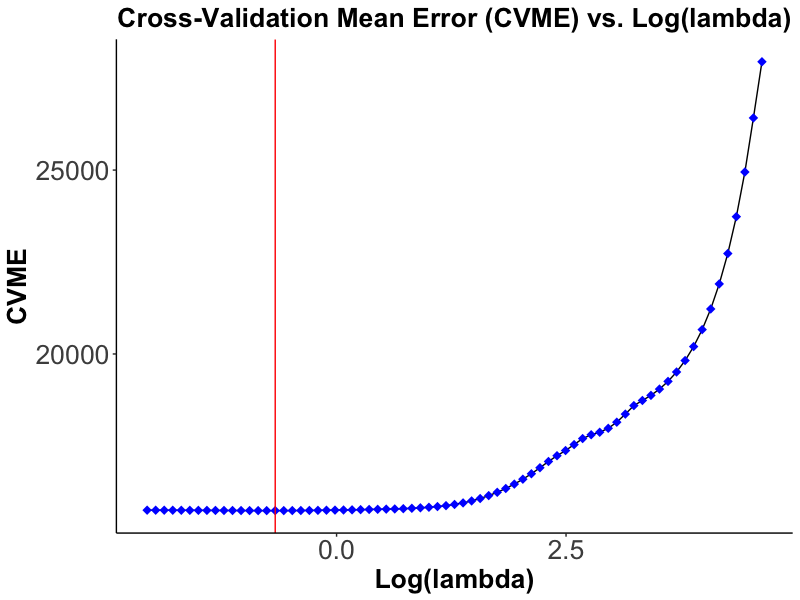 Cross-Validation Mean Error (CVME) vs. Log(lambda)
CVME
25000
20000
0.0
2.5
Log(lambda)